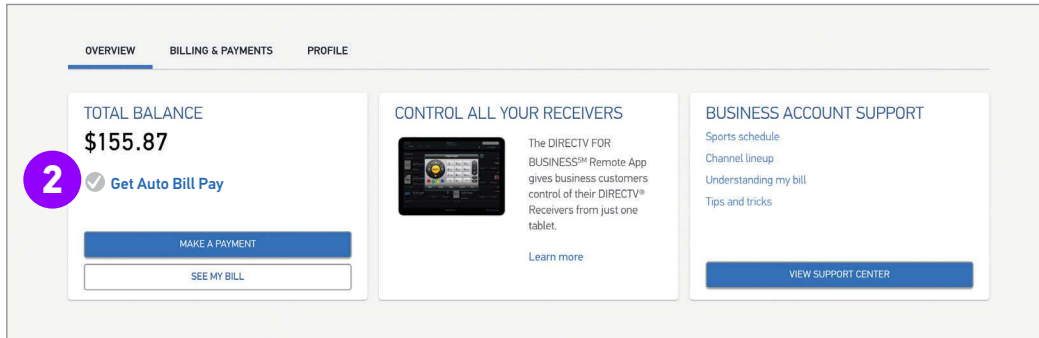 OVERVIEW BILLING & PAYMENTS PROFILE
TOTAL BALANCE
$155.87
2
Get Auto Bill Pay
MAKE A PAYMENT
SEE MY BILL
CONTROL ALL YOUR RECEIVERS
The DIRECTV FOR
BUSINESS℠ Remote App
gives business customers
control of their DIRECTV®
Receivers from just one
tablet.
Learn more
BUSINESS ACCOUNT SUPPORT
Sports schedule
Channel lineup
Understanding my bill
Tips and tricks
VIEW SUPPORT CENTER